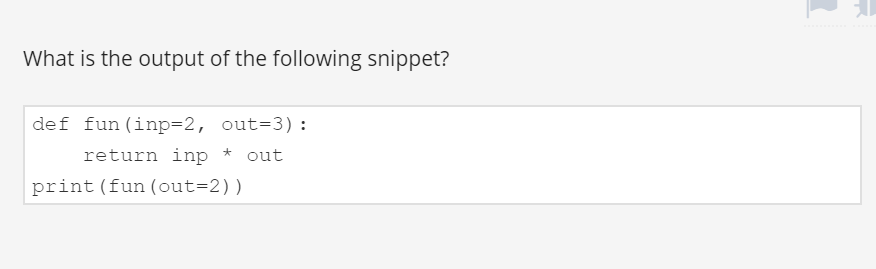 What is the output of the following snippet?
def fun(inp=2, out=3):
    return inp * out
print(fun(out=2))